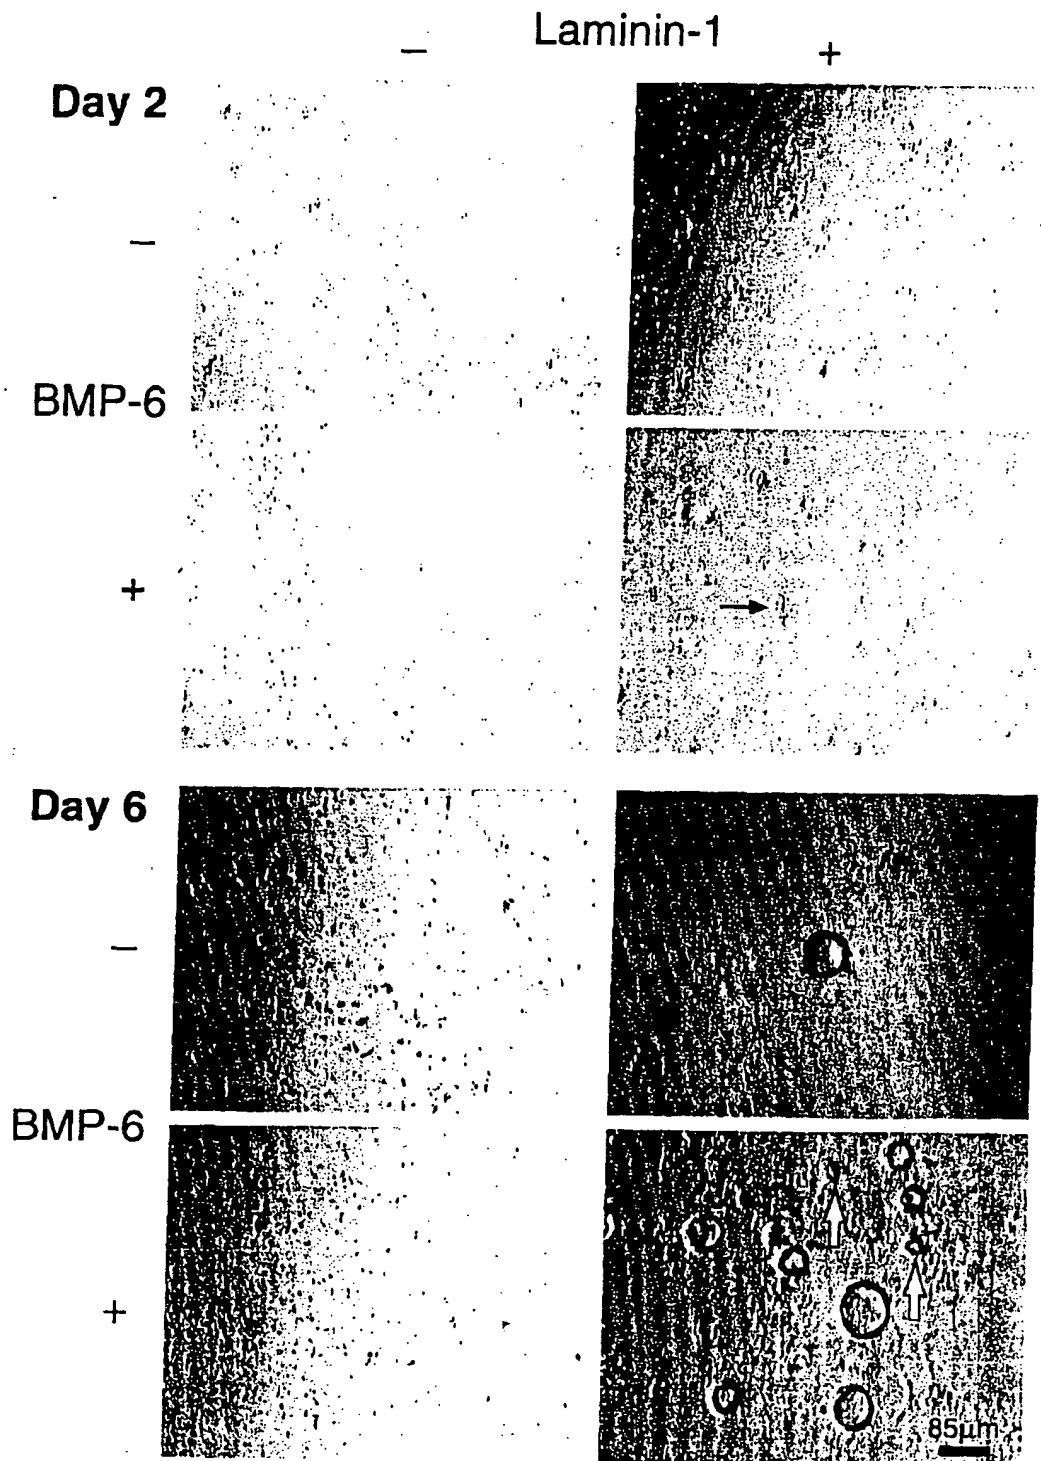 Laminin-1
− +
Day 2
−
BMP-6
+
Day 6
−
BMP-6
+
85µm